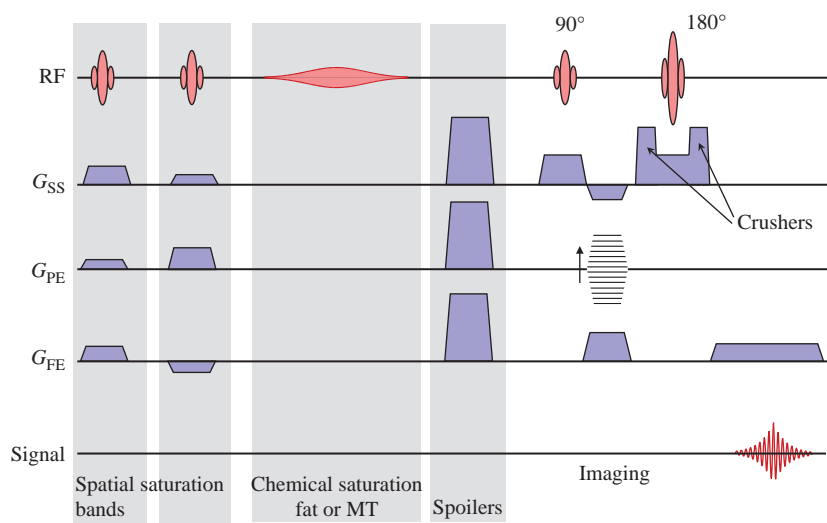 90°
180°
RF
G_SS
Crushers
G_PE
G_FE
Signal
Spatial saturation
bands
Chemical saturation
fat or MT
Spoilers
Imaging